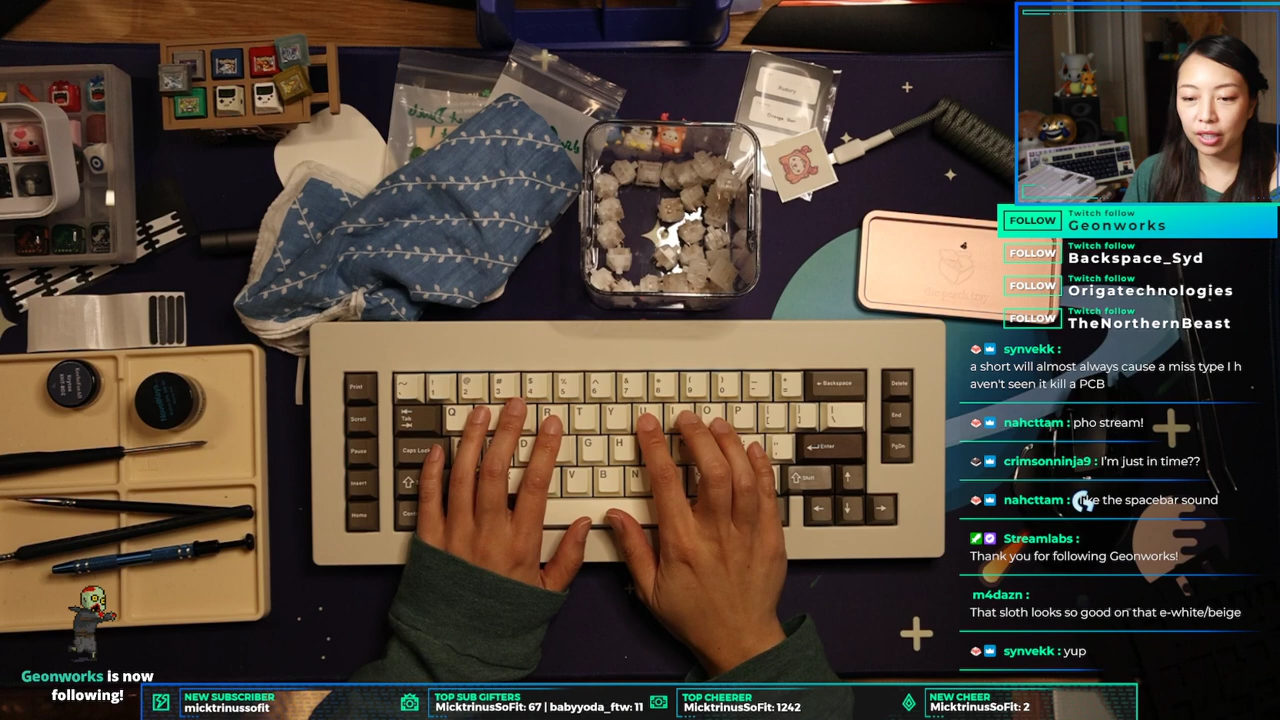 FOLLOW
Twitch follow
Geonworks
FOLLOW
Twitch follow
Backspace_Syd
FOLLOW
Twitch follow
Origatechnologies
FOLLOW
Twitch follow
TheNorthernBeast
synvekk :
a short will almost always cause a miss type I h
aven't seen it kill a PCB
nahcttam : pho stream!
crimsonninja9 : I'm just in time??
nahcttam : like the spacebar sound
Streamlabs :
Thank you for following Geonworks!
m4dazn :
That sloth looks so good on that e-white/beige
synvekk : yup
Print
Backspace
Delete
Scroll
Tab
Q
R
T
Y
U
O
P
[
]
\
End
Pause
Caps Lock
D
G
H
Enter
PgDn
Insert
V
B
N
Shift
Home
Geonworks is now
following!
NEW SUBSCRIBER
micktrinussofit
TOP SUB GIFTERS
MicktrinusSoFit: 67 | babyyoda_ftw: 11
TOP CHEERER
MicktrinusSoFit: 1242
NEW CHEER
MicktrinusSoFit: 2